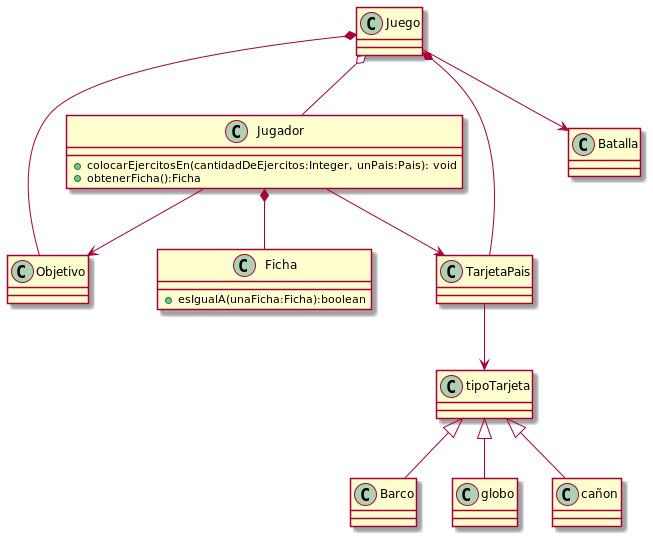 Juego
Jugador
colocarEjercitosEn(cantidadDeEjercitos:Integer, unPais:Pais): void
obtenerFicha():Ficha
Batalla
Objetivo
Ficha
esIgualA(unaFicha:Ficha):boolean
TarjetaPais
tipoTarjeta
Barco
globo
cañon